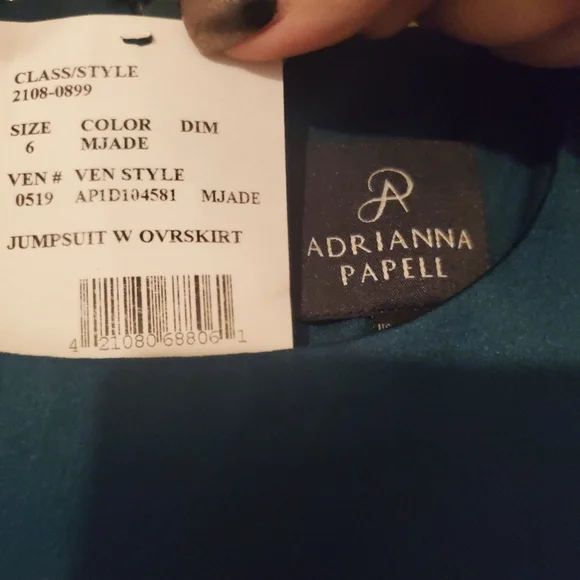 CLASS/STYLE
2108-0899
SIZE COLOR DIM
6 MJADE
VEN # VEN STYLE
0519 AP1D104581 MJADE
JUMPSUIT W OVRSKIRT
4 21080 68806 1
ADRIANNA
PAPELL